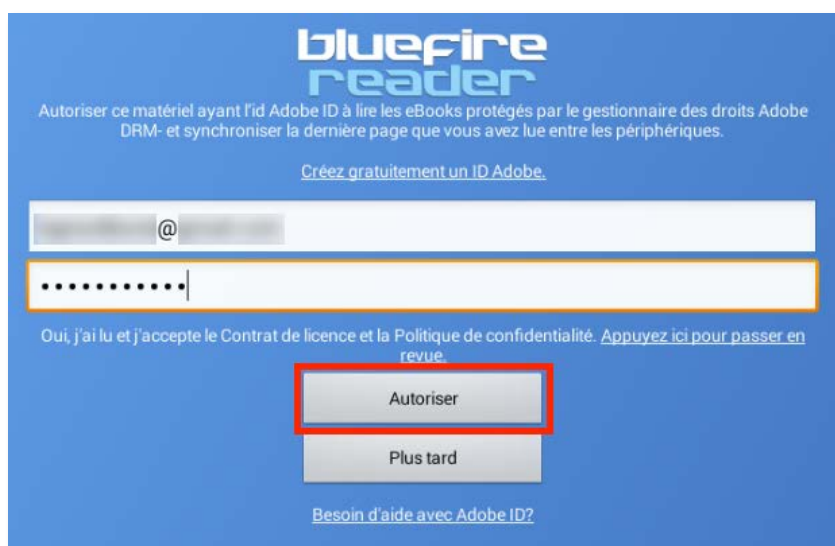 bluefire
reader
Autoriser ce matériel ayant l'id Adobe ID à lire les eBooks protégés par le gestionnaire des droits Adobe
DRM- et synchroniser la dernière page que vous avez lue entre les périphériques.
Créez gratuitement un ID Adobe.
@
•••••••••••
Oui, j'ai lu et j'accepte le Contrat de licence et la Politique de confidentialité. Appuyez ici pour passer en
revue.
Autoriser
Plus tard
Besoin d'aide avec Adobe ID?